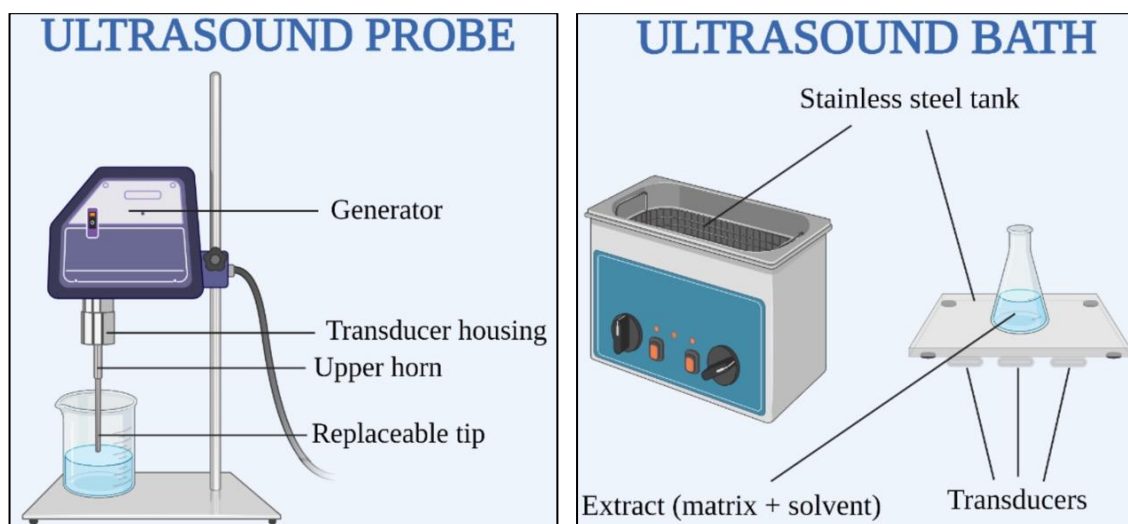 ULTRASOUND PROBE
Generator
Transducer housing
Upper horn
Replaceable tip
ULTRASOUND BATH
Stainless steel tank
Extract (matrix + solvent)
Transducers